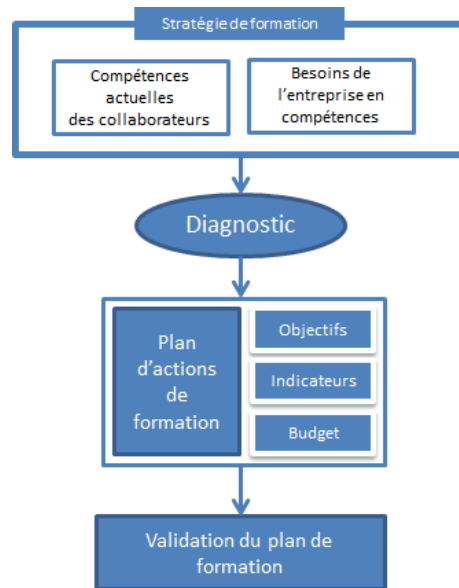 Stratégie de formation
Compétences
actuelles
des collaborateurs
Besoins de
l'entreprise en
compétences
Diagnostic
Plan
d'actions
de
formation
Objectifs
Indicateurs
Budget
Validation du plan de
formation